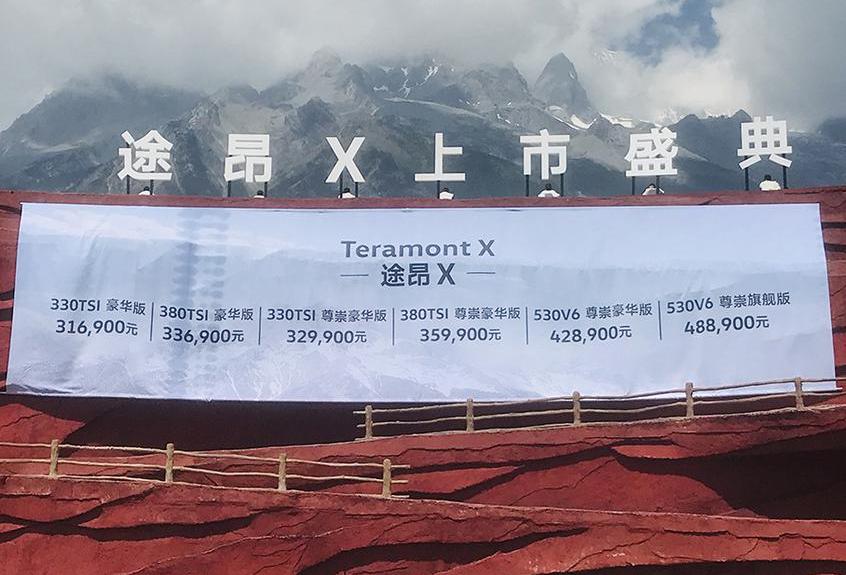 途昂X上市盛典
Teramont X
途昂X
330TSI 豪华版
316,900元
380TSI 豪华版
336,900元
330TSI 尊崇豪华版
329,900元
380TSI 尊崇豪华版
359,900元
530V6 尊崇豪华版
428,900元
530V6 尊崇旗舰版
488,900元